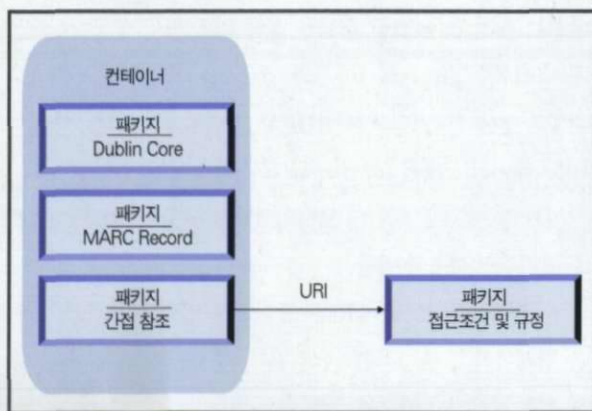 컨테이너
패키지
Dublin Core
패키지
MARC Record
패키지
간접 참조
URI
패키지
접근조건 및 규정